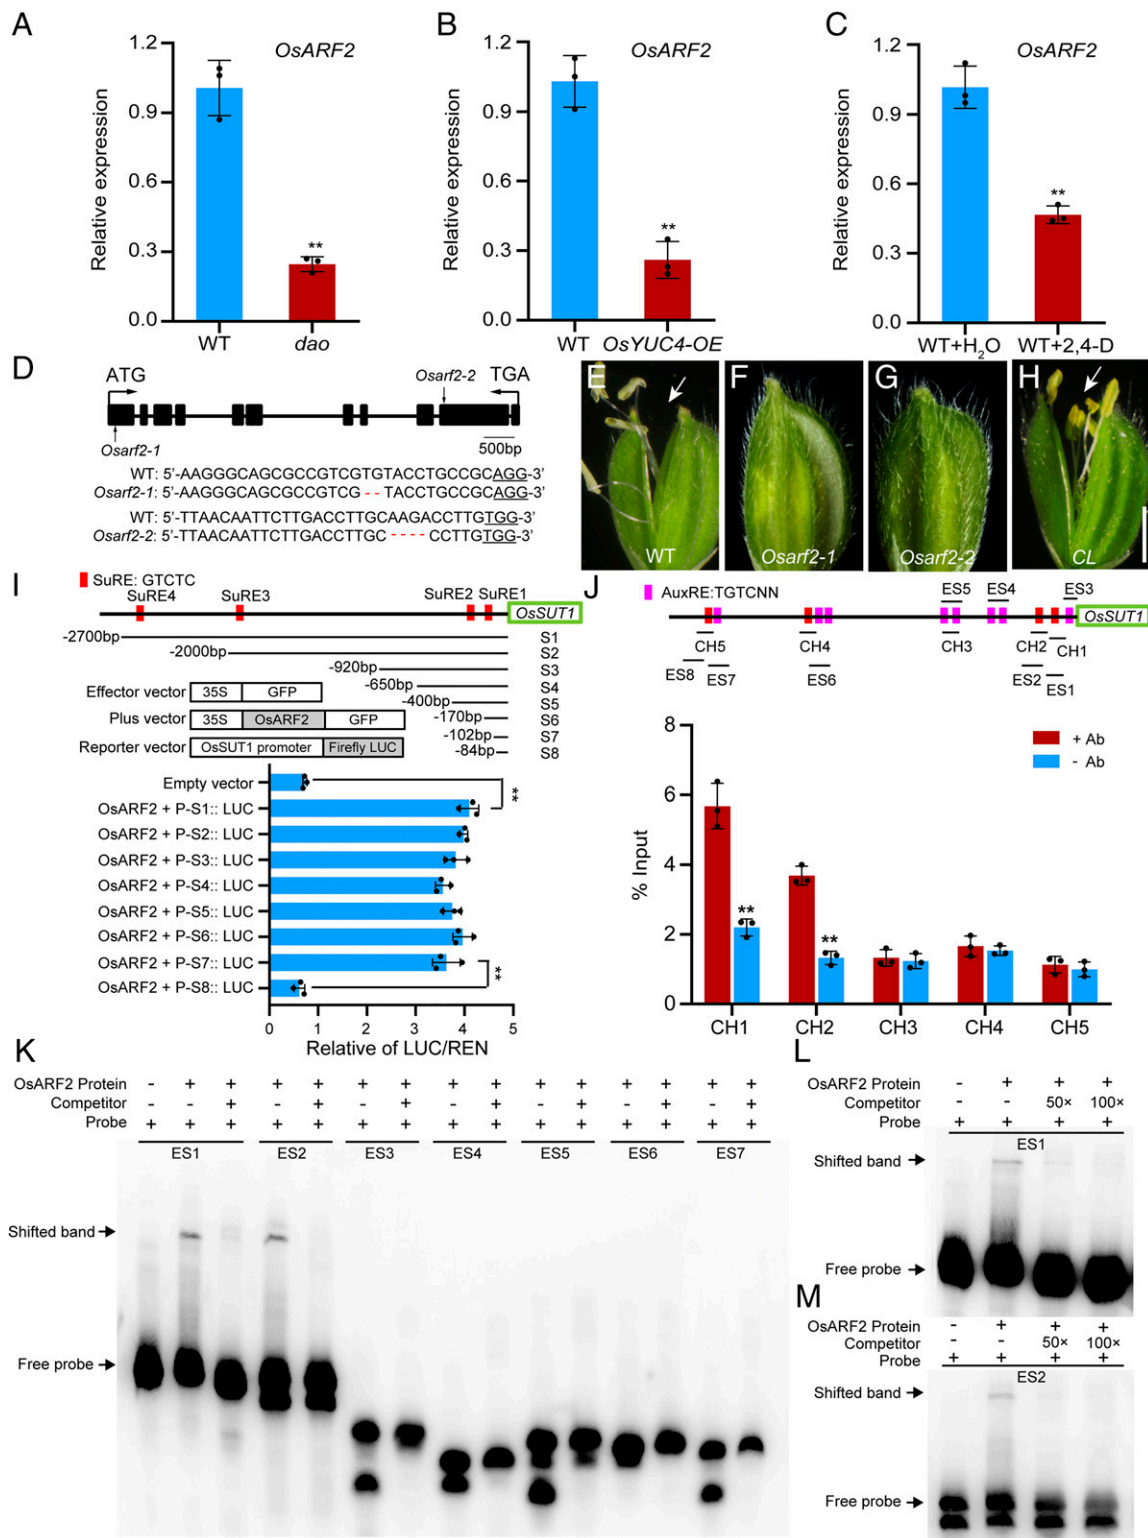 A
OsARF2
Relative expression
1.2
0.9
0.6
0.3
0.0
**
WT
dao
B
OsARF2
Relative expression
1.2
0.9
0.6
0.3
0.0
**
WT
OsYUC4-OE
C
OsARF2
Relative expression
1.2
0.9
0.6
0.3
0.0
**
WT+H₂O
WT+2,4-D
D
ATG
Osarf2-2
TGA
Osarf2-1
500bp
WT: 5'-AAGGGCAGCGCCGTCGTGTACCTGCCGCAGG-3'
Osarf2-1: 5'-AAGGGCAGCGCCGTCG--TACCTGCCGCAGG-3'
WT: 5'-TTAACAATTCTTGACCTTGCAAGACCTTGTGG-3'
Osarf2-2: 5'-TTAACAATTCTTGACCTTGC----CCTTGTGG-3'
E
WT
F
Osarf2-1
G
Osarf2-2
H
CL
I
SuRE: GTCTC
SuRE4
SuRE3
SuRE2
SuRE1
OsSUT1
-2700bp
S1
-2000bp
S2
-920bp
S3
-650bp
S4
-400bp
S5
-170bp
S6
-102bp
S7
-84bp
S8
Effector vector
35S
GFP
Plus vector
35S
OsARF2
GFP
Reporter vector
OsSUT1 promoter
Firefly LUC
Empty vector
OsARF2 + P-S1:: LUC
OsARF2 + P-S2:: LUC
OsARF2 + P-S3:: LUC
OsARF2 + P-S4:: LUC
OsARF2 + P-S5:: LUC
OsARF2 + P-S6:: LUC
OsARF2 + P-S7:: LUC
OsARF2 + P-S8:: LUC
**
**
0 1 2 3 4 5
Relative of LUC/REN
J
AuxRE:TGTCNN
ES5
ES4
ES3
OsSUT1
CH5
CH4
CH3
CH2
CH1
ES8
ES7
ES6
ES2
ES1
+ Ab
- Ab
% Input
8
6
4
2
0
**
**
CH1 CH2 CH3 CH4 CH5
K
OsARF2 Protein - + + + + + + + + + + + + + +
Competitor - - + - + - + - + - + - + - +
Probe + + + + + + + + + + + + + + +
ES1 ES2 ES3 ES4 ES5 ES6 ES7
Shifted band
Free probe
L
OsARF2 Protein - + + +
Competitor - - 50× 100×
Probe + + + +
ES1
Shifted band
Free probe
M
OsARF2 Protein - + + +
Competitor - - 50× 100×
Probe + + + +
ES2
Shifted band
Free probe